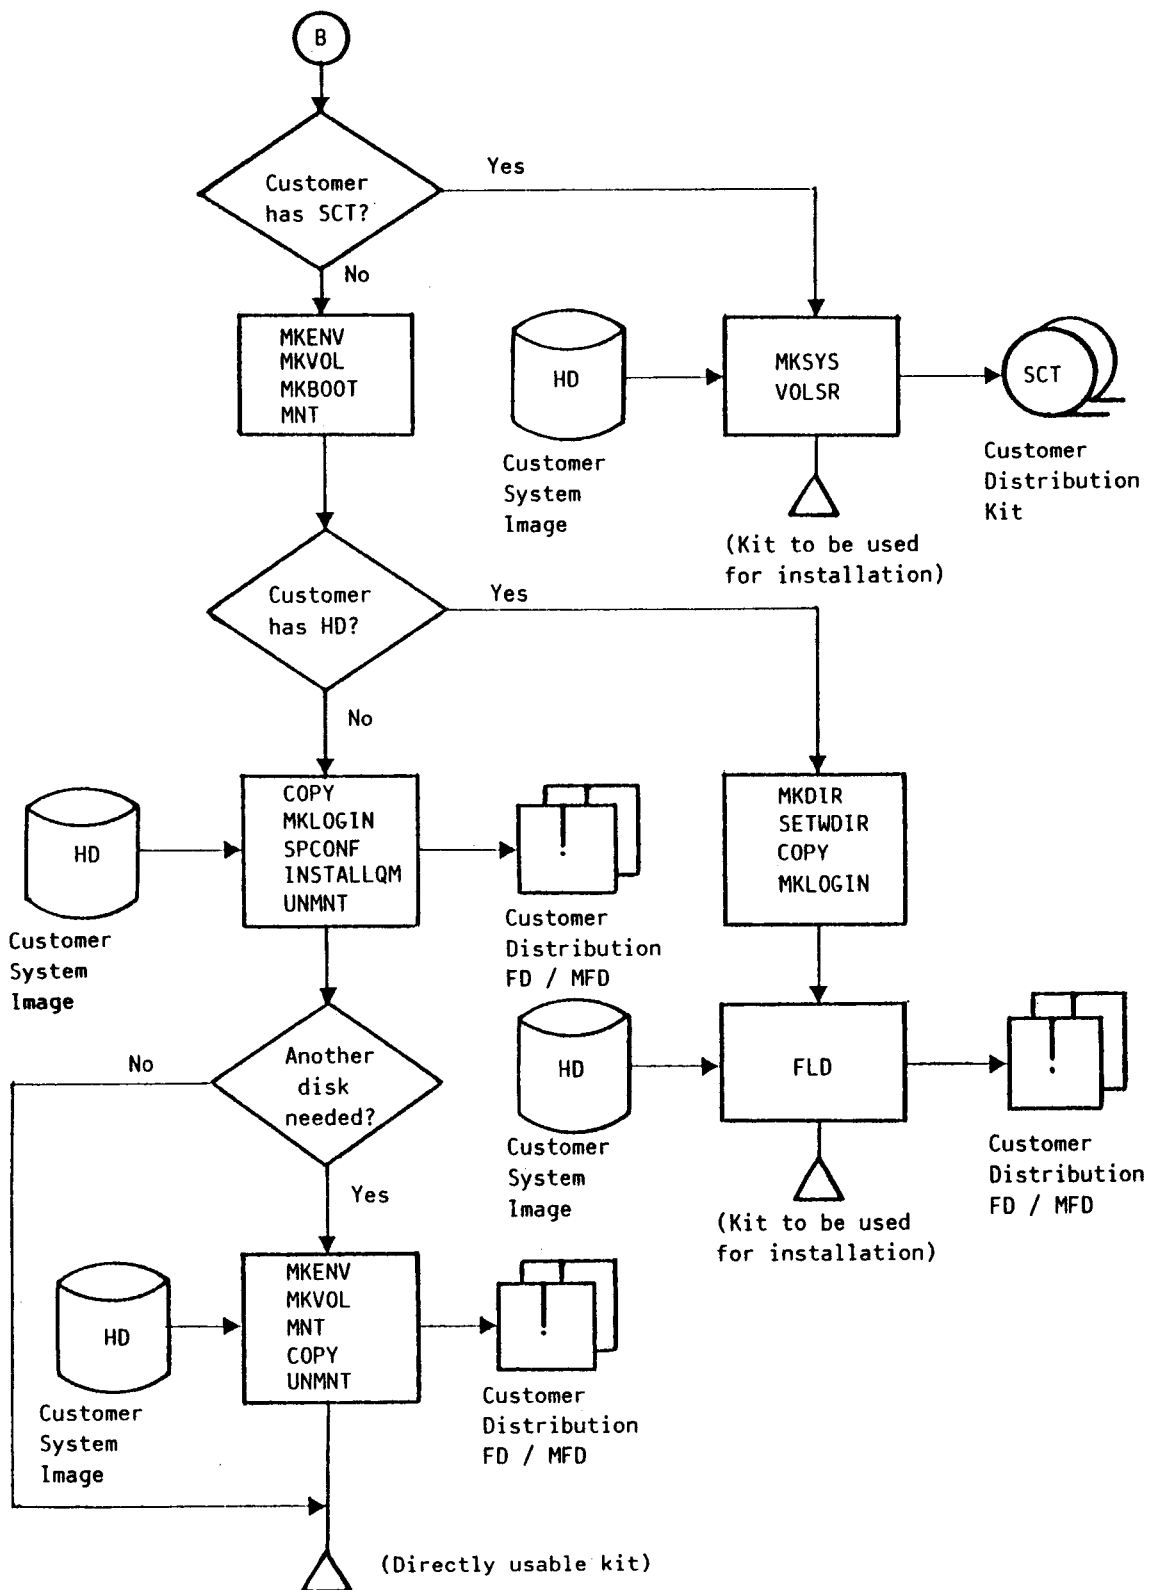 B
Customer
has SCT?
Yes
No
MKENV
MKVOL
MKBOOT
MNT
HD
Customer
System
Image
MKSYS
VOLSR
SCT
Customer
Distribution
Kit
(Kit to be used
for installation)
Customer
has HD?
Yes
No
HD
Customer
System
Image
COPY
MKLOGIN
SPCONF
INSTALLQM
UNMNT
Customer
Distribution
FD / MFD
MKDIR
SETWDIR
COPY
MKLOGIN
HD
Customer
System
Image
FLD
Customer
Distribution
FD / MFD
(Kit to be used
for installation)
Another
disk
needed?
No
Yes
HD
Customer
System
Image
MKENV
MKVOL
MNT
COPY
UNMNT
Customer
Distribution
FD / MFD
(Directly usable kit)